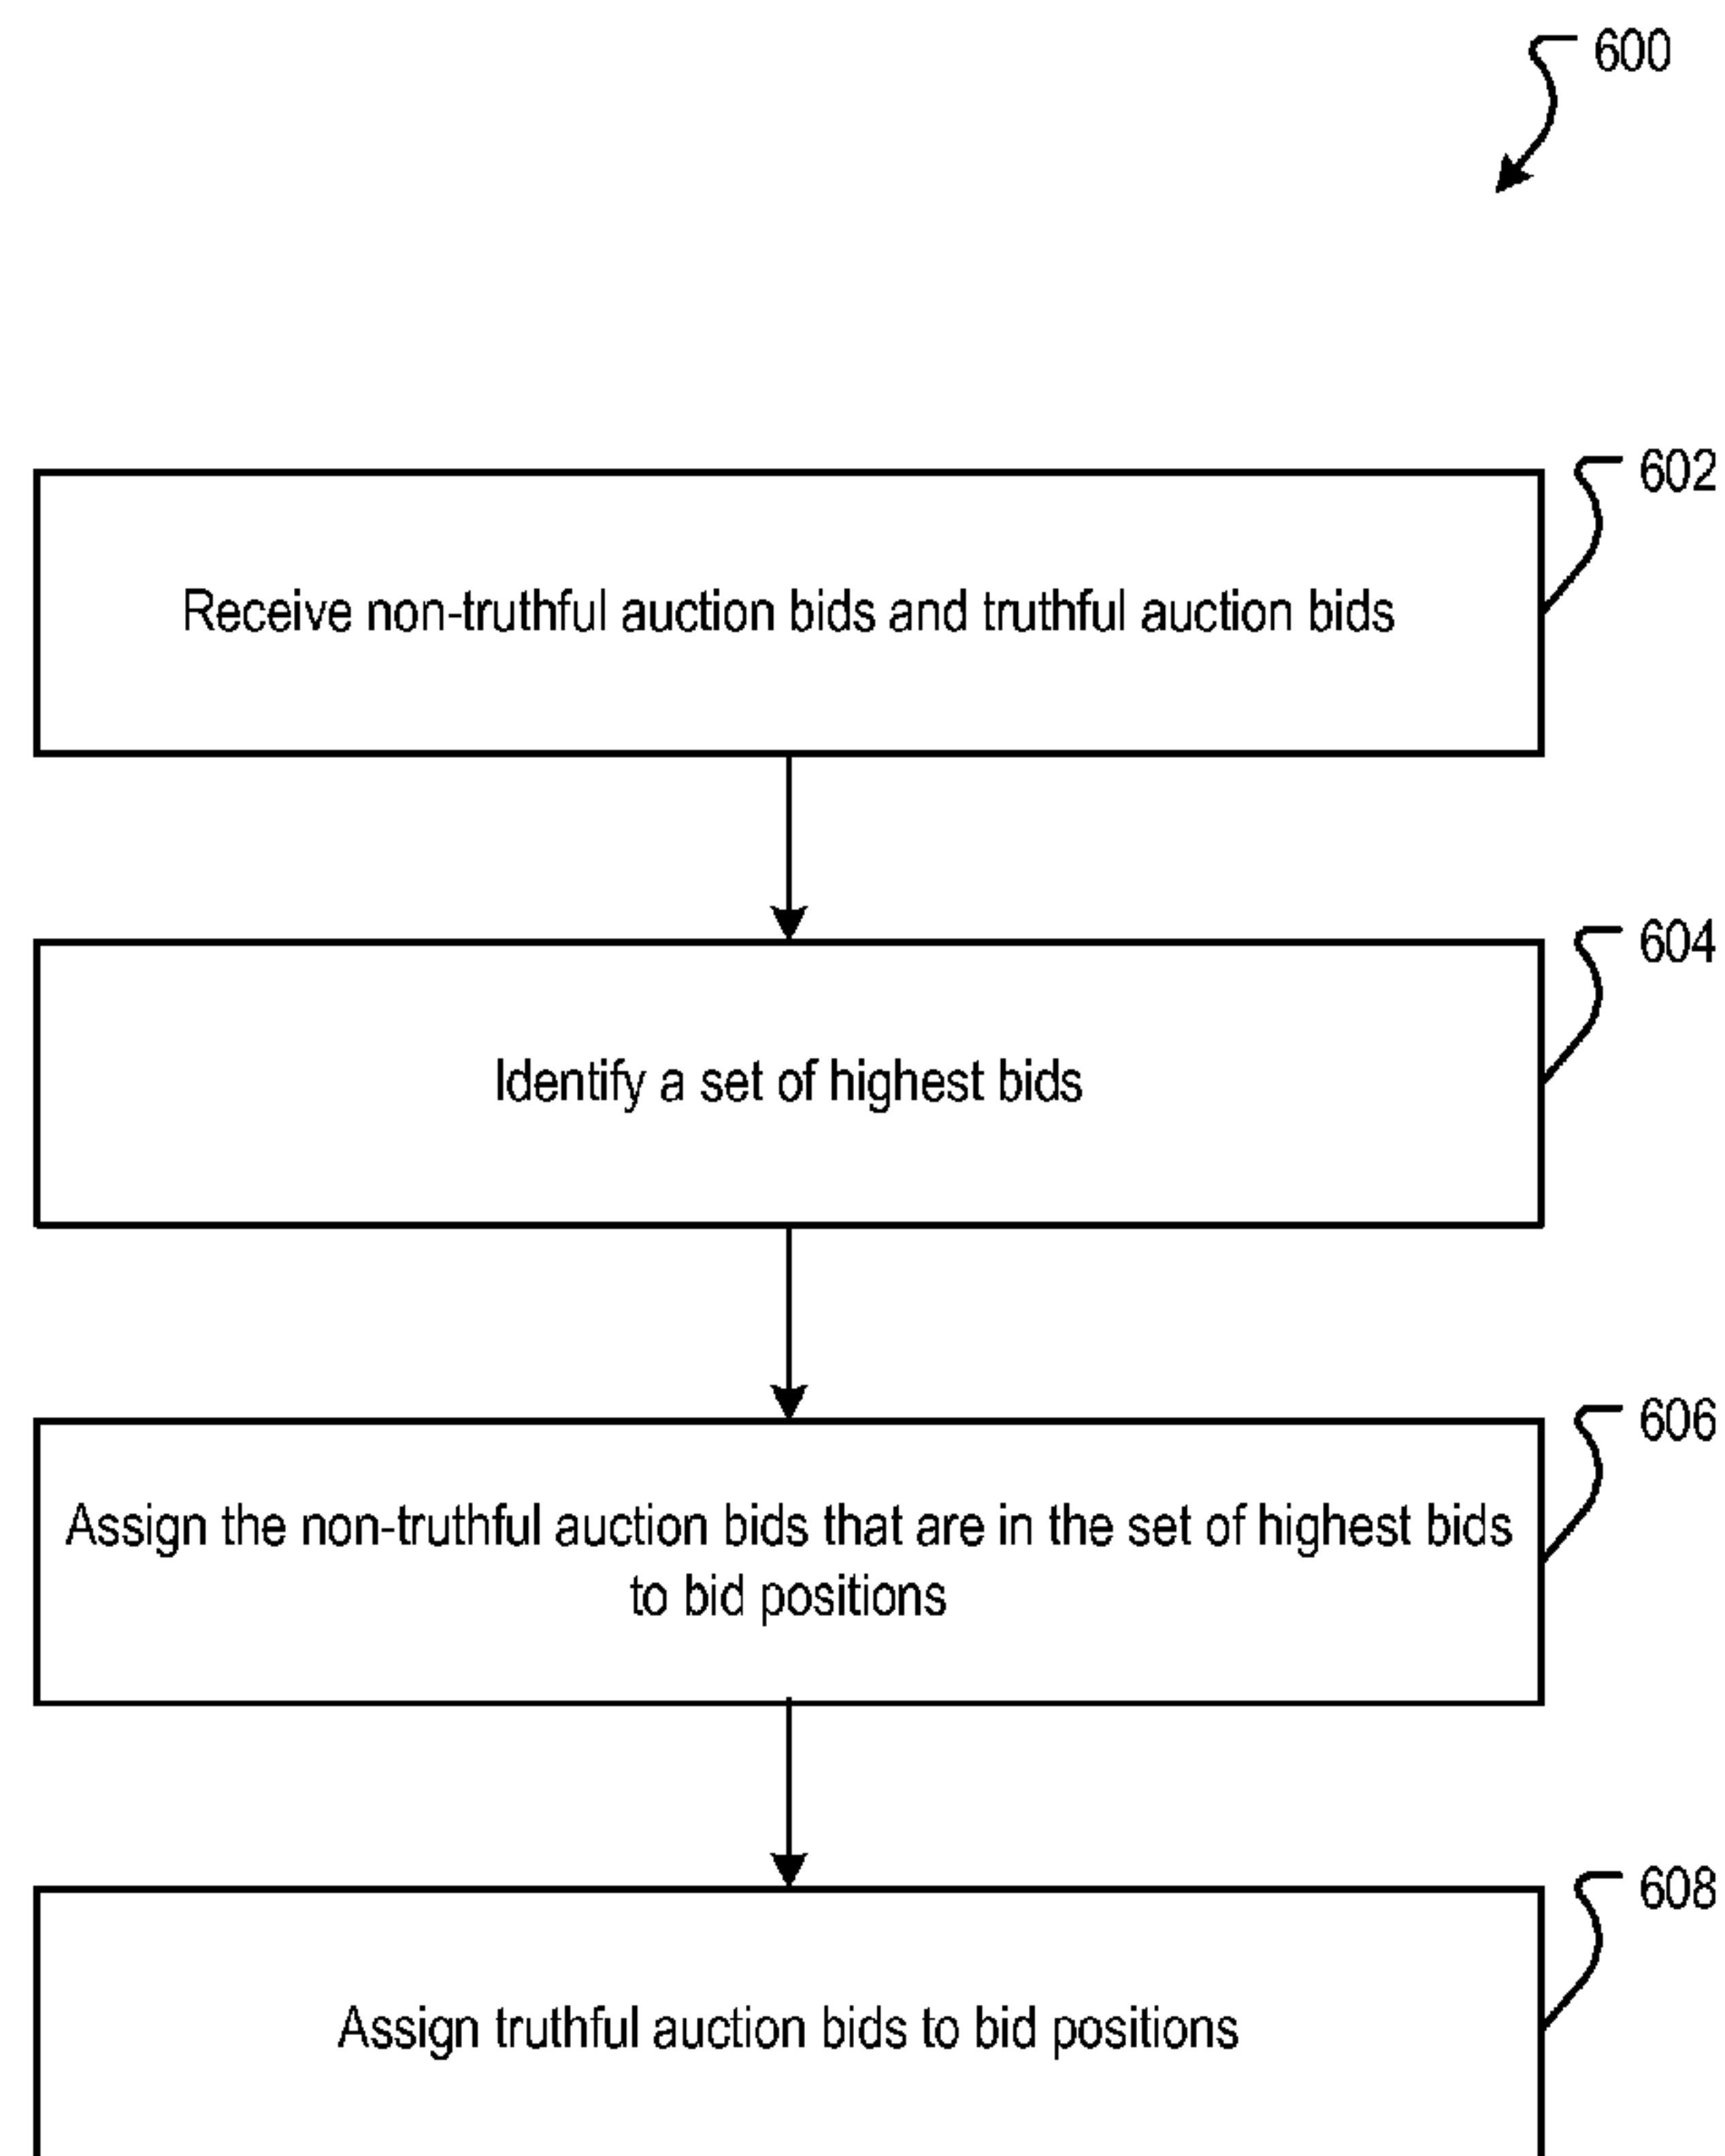 600
602
Receive non-truthful auction bids and truthful auction bids
604
Identify a set of highest bids
606
Assign the non-truthful auction bids that are in the set of highest bids
to bid positions
608
Assign truthful auction bids to bid positions